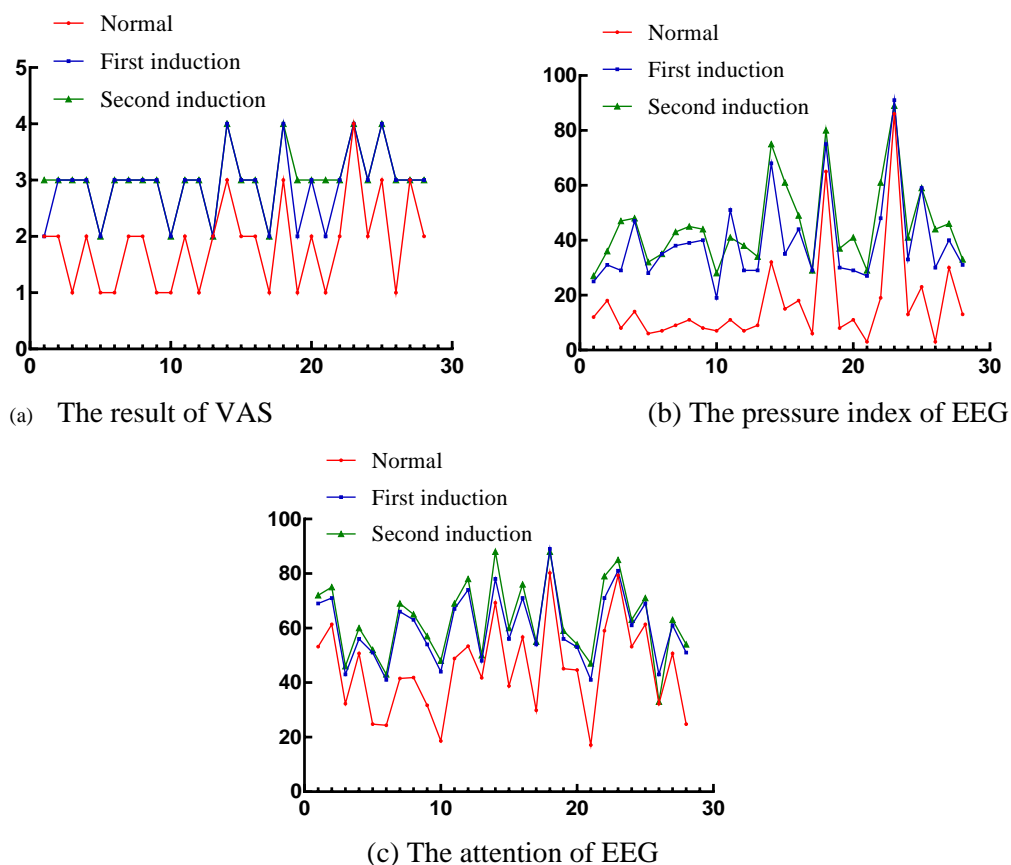 Normal
First induction
Second induction
5
4
3
2
1
0
0 10 20 30
(a) The result of VAS
Normal
First induction
Second induction
100
80
60
40
20
0
0 10 20 30
(b) The pressure index of EEG
Normal
First induction
Second induction
100
80
60
40
20
0
0 10 20 30
(c) The attention of EEG